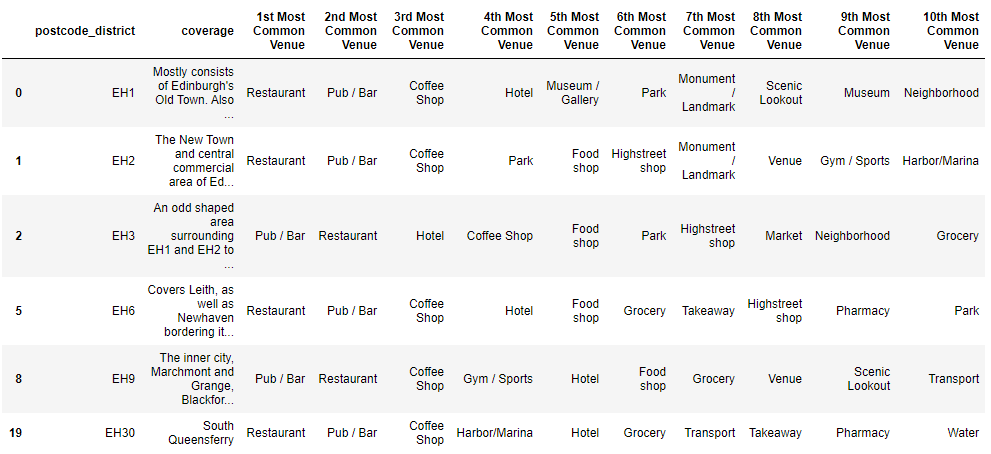 postcode_district coverage 1st Most Common Venue 2nd Most Common Venue 3rd Most Common Venue 4th Most Common Venue 5th Most Common Venue 6th Most Common Venue 7th Most Common Venue 8th Most Common Venue 9th Most Common Venue 10th Most Common Venue
0 EH1 Mostly consists of Edinburgh's Old Town. Also ... Restaurant Pub / Bar Coffee Shop Hotel Museum / Gallery Park Monument / Landmark Scenic Lookout Museum Neighborhood
1 EH2 The New Town and central commercial area of Ed... Restaurant Pub / Bar Coffee Shop Park Food shop Highstreet shop Monument / Landmark Venue Gym / Sports Harbor/Marina
2 EH3 An odd shaped area surrounding EH1 and EH2 to ... Pub / Bar Restaurant Hotel Coffee Shop Food shop Park Highstreet shop Market Neighborhood Grocery
5 EH6 Covers Leith, as well as Newhaven bordering it... Restaurant Pub / Bar Coffee Shop Hotel Food shop Grocery Takeaway Highstreet shop Pharmacy Park
8 EH9 The inner city, Marchmont and Grange, Blackfor... Pub / Bar Restaurant Coffee Shop Gym / Sports Hotel Food shop Grocery Venue Scenic Lookout Transport
19 EH30 South Queensferry Restaurant Pub / Bar Coffee Shop Harbor/Marina Hotel Grocery Transport Takeaway Pharmacy Water